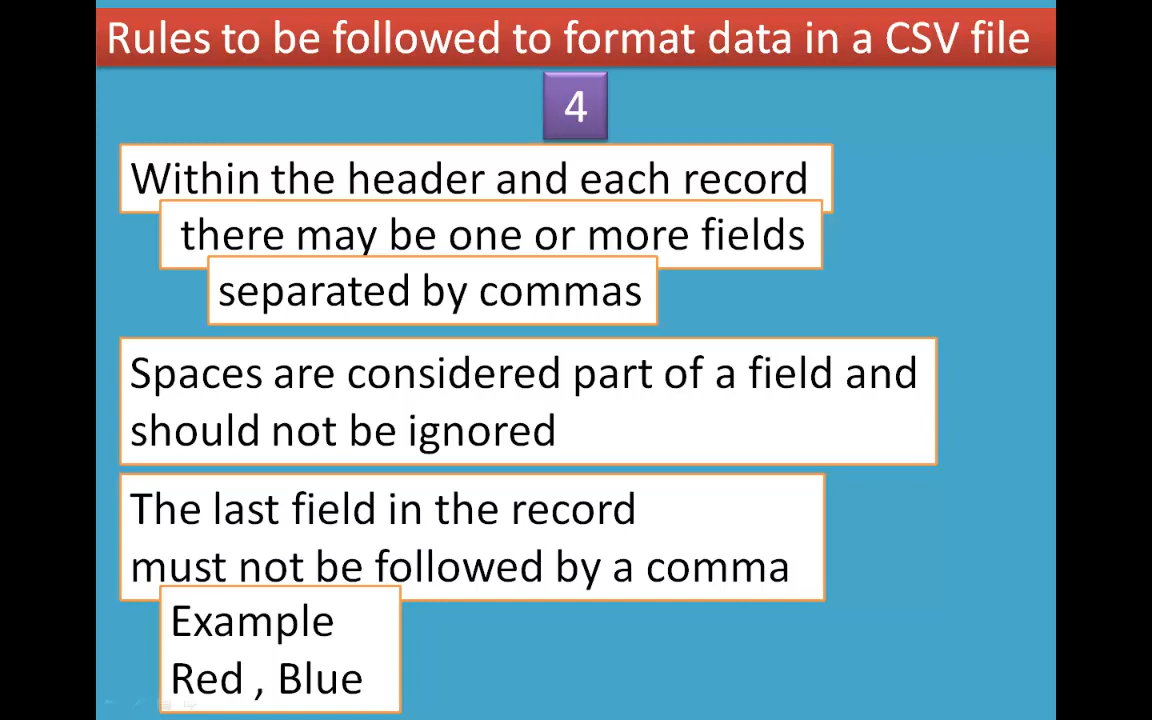 Rules to be followed to format data in a CSV file
4
Within the header and each record
there may be one or more fields
separated by commas
Spaces are considered part of a field and
should not be ignored
The last field in the record
must not be followed by a comma
Example
Red , Blue